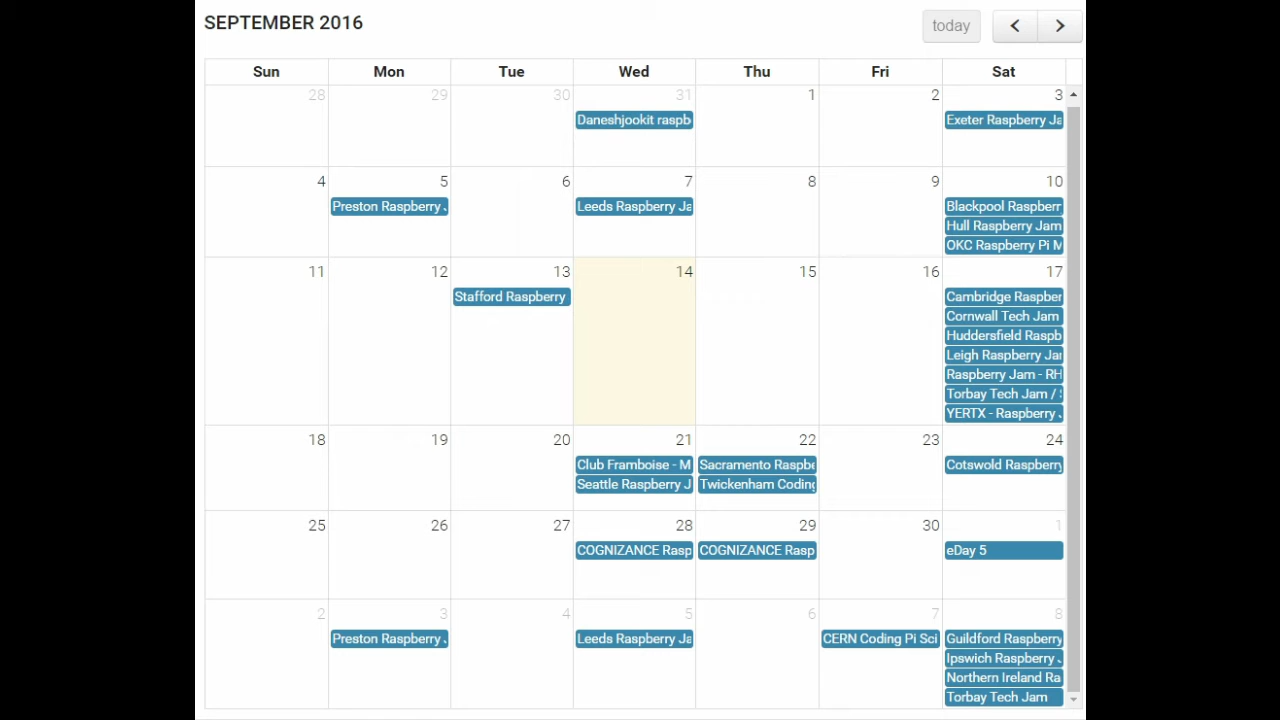 SEPTEMBER 2016
today
Sun Mon Tue Wed Thu Fri Sat
28 29 30 31 1 2 3
Daneshjookit raspb Exeter Raspberry Ja
4 5 6 7 8 9 10
Preston Raspberry J Leeds Raspberry Ja Blackpool Raspberr
Hull Raspberry Jam
OKC Raspberry Pi M
11 12 13 14 15 16 17
Stafford Raspberry Cambridge Raspber
Cornwall Tech Jam
Huddersfield Raspb
Leigh Raspberry Jar
Raspberry Jam - RH
Torbay Tech Jam /
YERTX - Raspberry J
18 19 20 21 22 23 24
Club Framboise - M Sacramento Raspbe Cotswold Raspberry
Seattle Raspberry J Twickenham Coding
25 26 27 28 29 30 1
COGNIZANCE Rasp COGNIZANCE Rasp eDay 5
2 3 4 5 6 7 8
Preston Raspberry J Leeds Raspberry Ja CERN Coding Pi Sci Guildford Raspberry
Ipswich Raspberry J
Northern Ireland Ra
Torbay Tech Jam